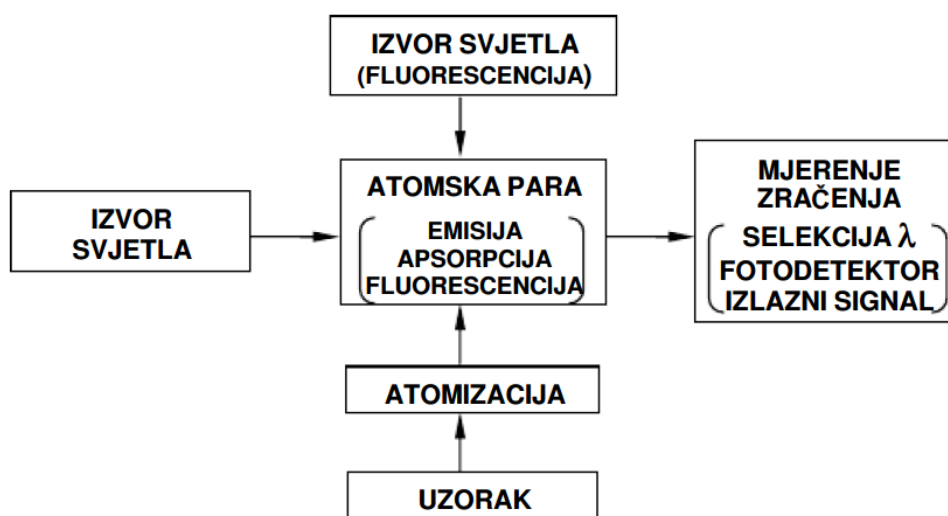 IZVOR SVJETLA
(FLUORESCENCIJA)
IZVOR
SVJETLA
ATOMSKA PARA
EMISIJA
APSORPCIJA
FLUORESCENCIJA
MJERENJE
ZRAČENJA
SELEKCIJA λ
FOTODETEKTOR
IZLAZNI SIGNAL
ATOMIZACIJA
UZORAK